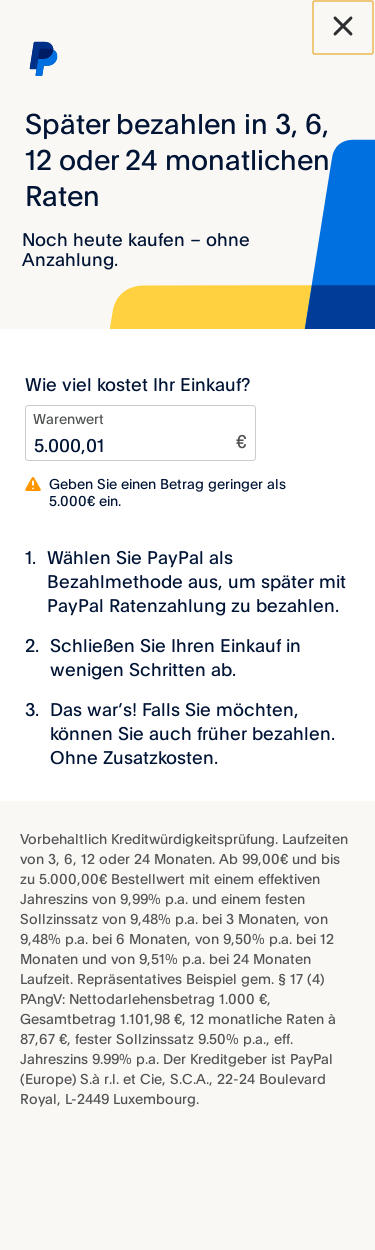 Später bezahlen in 3, 6,
12 oder 24 monatlichen
Raten
Noch heute kaufen – ohne
Anzahlung.
Wie viel kostet Ihr Einkauf?
Warenwert
5.000,01 €
Geben Sie einen Betrag geringer als
5.000€ ein.
1. Wählen Sie PayPal als
Bezahlmethode aus, um später mit
PayPal Ratenzahlung zu bezahlen.
2. Schließen Sie Ihren Einkauf in
wenigen Schritten ab.
3. Das war’s! Falls Sie möchten,
können Sie auch früher bezahlen.
Ohne Zusatzkosten.
Vorbehaltlich Kreditwürdigkeitsprüfung. Laufzeiten
von 3, 6, 12 oder 24 Monaten. Ab 99,00€ und bis
zu 5.000,00€ Bestellwert mit einem effektiven
Jahreszins von 9,99% p.a. und einem festen
Sollzinssatz von 9,48% p.a. bei 3 Monaten, von
9,48% p.a. bei 6 Monaten, von 9,50% p.a. bei 12
Monaten und von 9,51% p.a. bei 24 Monaten
Laufzeit. Repräsentatives Beispiel gem. § 17 (4)
PAngV: Nettodarlehensbetrag 1.000 €,
Gesamtbetrag 1.101,98 €, 12 monatliche Raten à
87,67 €, fester Sollzinssatz 9.50% p.a., eff.
Jahreszins 9.99% p.a. Der Kreditgeber ist PayPal
(Europe) S.à r.l. et Cie, S.C.A., 22-24 Boulevard
Royal, L-2449 Luxembourg.